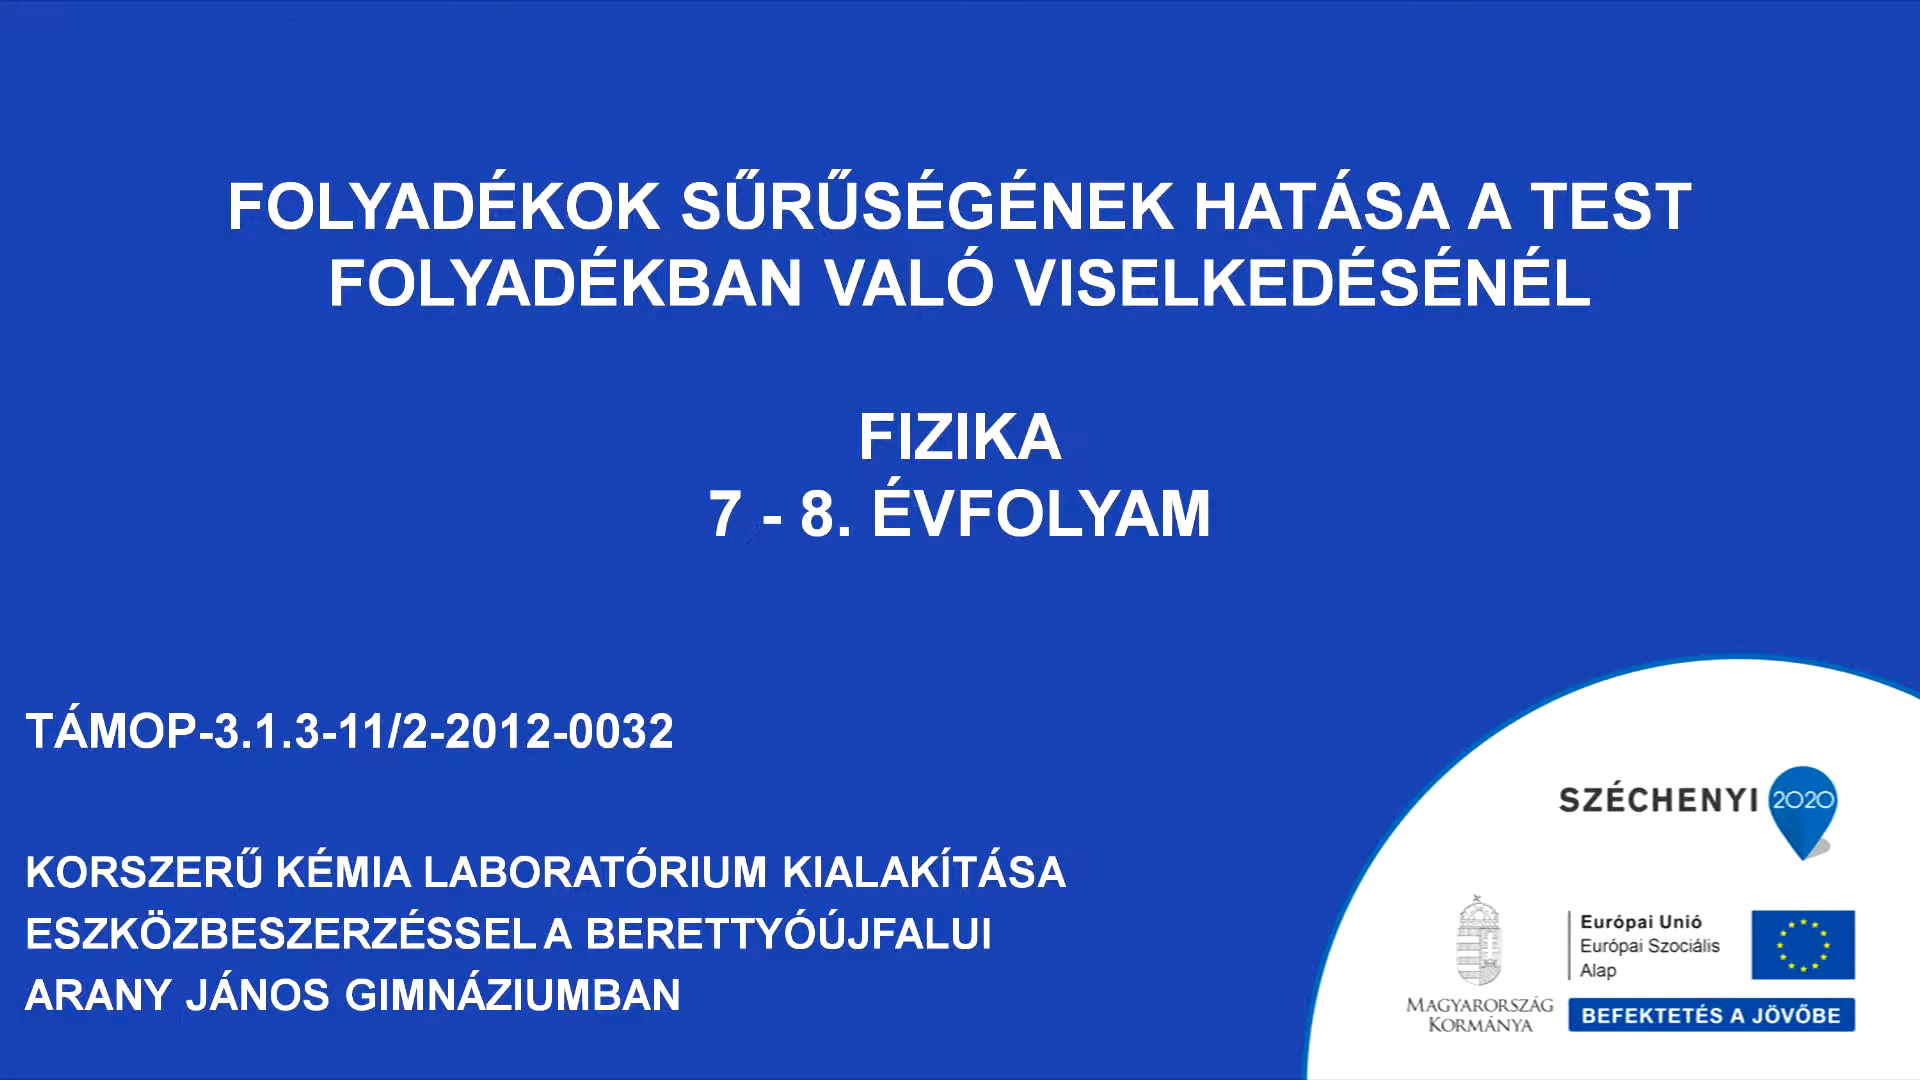 FOLYADÉKOK SŰRŰSÉGÉNEK HATÁSA A TEST
FOLYADÉKBAN VALÓ VISELKEDÉSÉNÉL
FIZIKA
7 - 8. ÉVFOLYAM
TÁMOP-3.1.3-11/2-2012-0032
KORSZERŰ KÉMIA LABORATÓRIUM KIALAKÍTÁSA
ESZKÖZBESZERZÉSSEL A BERETTYÓÚJFALUI
ARANY JÁNOS GIMNÁZIUMBAN
SZÉCHENYI 2020
MAGYARORSZÁG
KORMÁNYA
Európai Unió
Európai Szociális
Alap
BEFEKTETÉS A JÖVŐBE